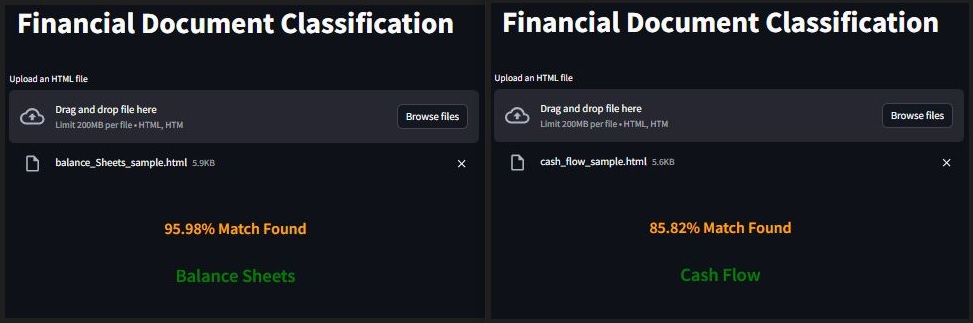 Financial Document Classification
Upload an HTML file
Drag and drop file here
Limit 200MB per file • HTML, HTM
Browse files
balance_Sheets_sample.html 5.9KB
95.98% Match Found
Balance Sheets
Financial Document Classification
Upload an HTML file
Drag and drop file here
Limit 200MB per file • HTML, HTM
Browse files
cash_flow_sample.html 5.6KB
85.82% Match Found
Cash Flow